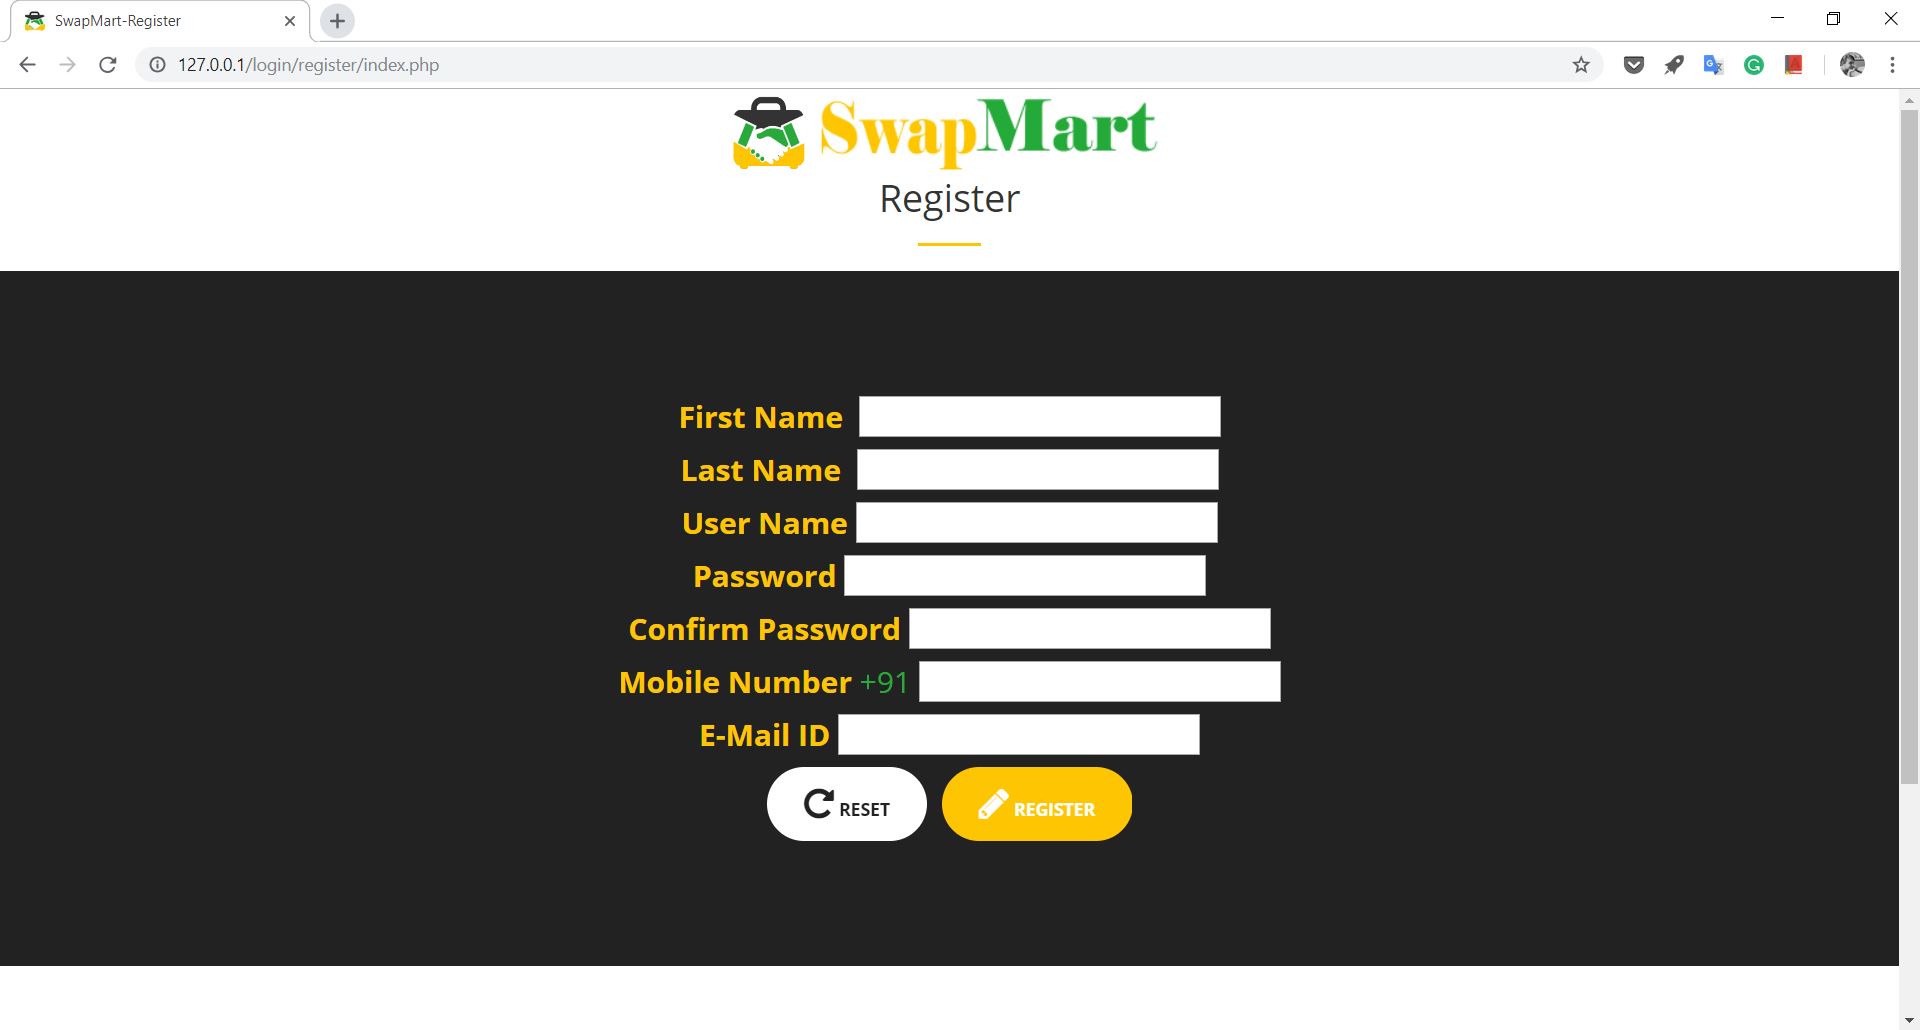 SwapMart-Register
127.0.0.1/login/register/index.php
SwapMart
Register
First Name
Last Name
User Name
Password
Confirm Password
Mobile Number +91
E-Mail ID
RESET REGISTER